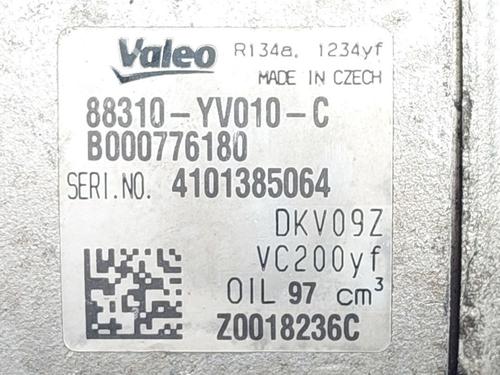 Valeo R134a, 1234yf
MADE IN CZECH
88310-YV010-C
B000776180
SERI.NO. 4101385064
DKV09Z
VC200yf
OIL 97 cm³
Z0018236C